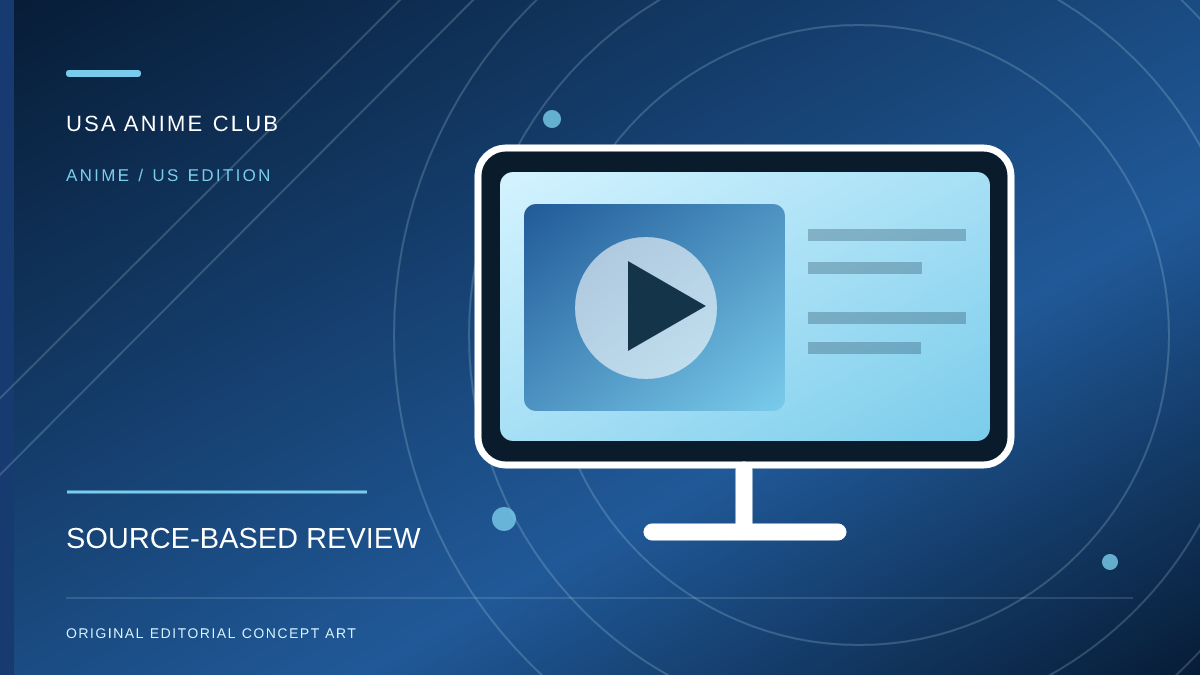 USA ANIME CLUB
ANIME / US EDITION
SOURCE-BASED REVIEW
ORIGINAL EDITORIAL CONCEPT ART